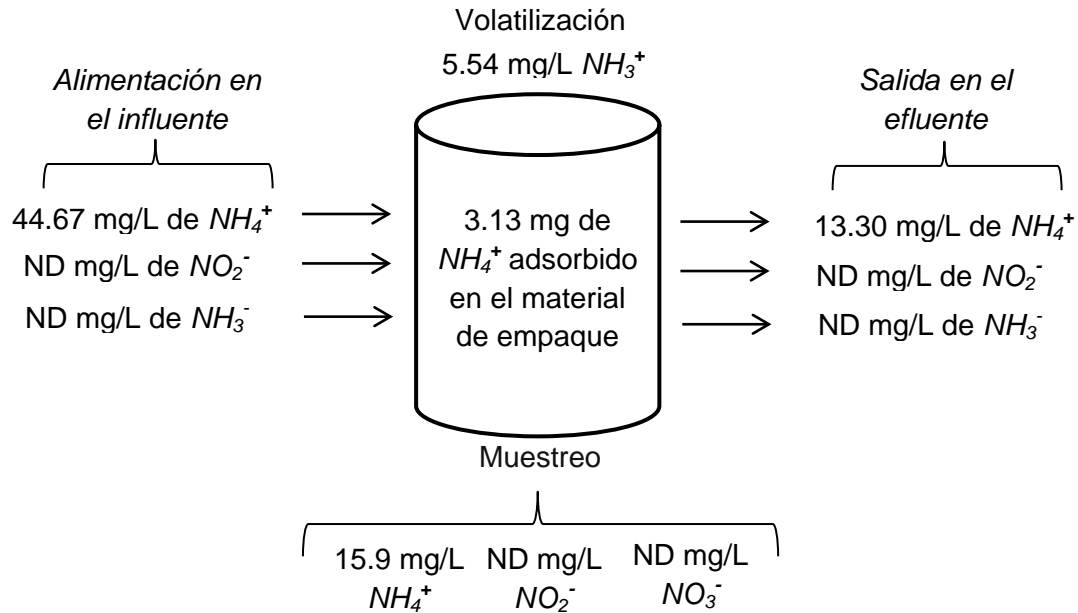 Volatilización
5.54 mg/L NH₃⁺
Alimentación en
el influente
44.67 mg/L de NH₄⁺
ND mg/L de NO₂⁻
ND mg/L de NH₃⁻
3.13 mg de
NH₄⁺ adsorbido
en el material
de empaque
Salida en el
efluente
13.30 mg/L de NH₄⁺
ND mg/L de NO₂⁻
ND mg/L de NH₃⁻
Muestreo
15.9 mg/L
NH₄⁺
ND mg/L
NO₂⁻
ND mg/L
NO₃⁻